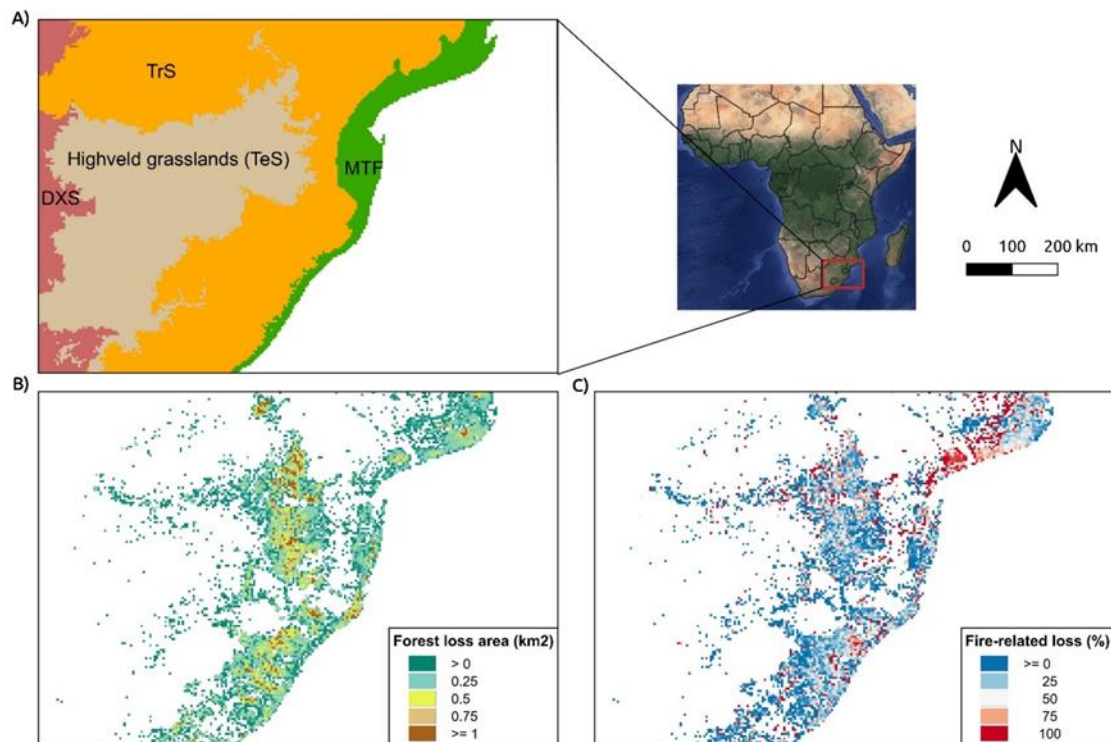 A)
TrS
Highveld grasslands (TeS)
MTF
DXS
N
0 100 200 km
B)
Forest loss area (km2)
> 0
0.25
0.5
0.75
>= 1
C)
Fire-related loss (%)
>= 0
25
50
75
100